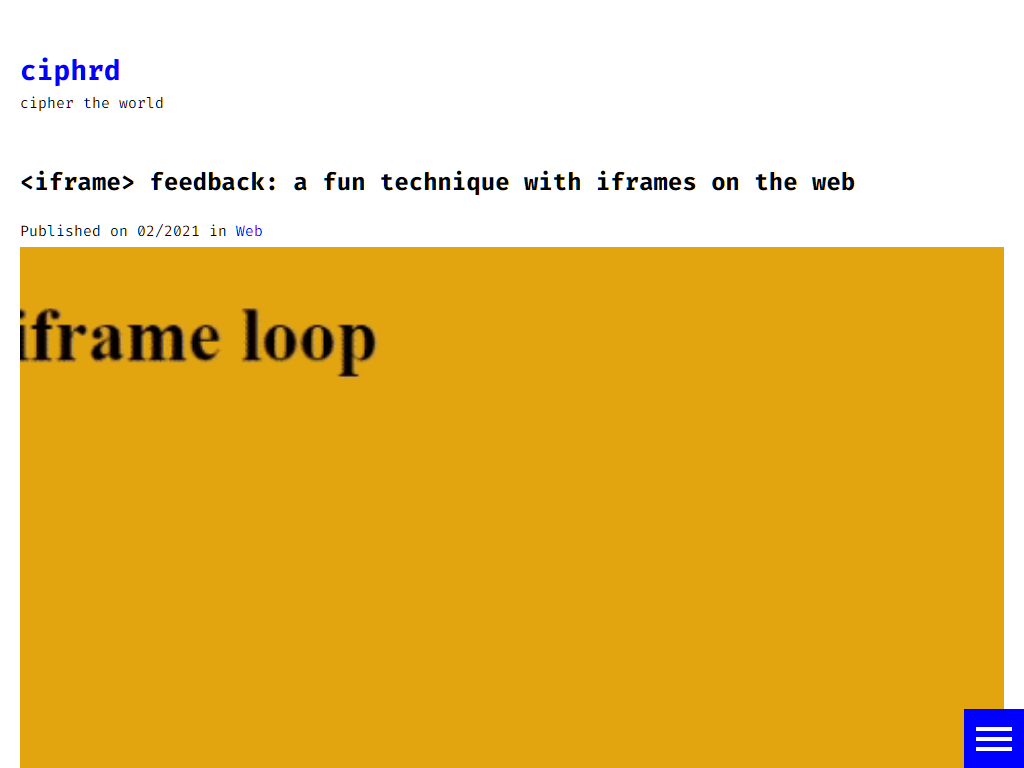 ciphrd
cipher the world
<iframe> feedback: a fun technique with iframes on the web
Published on 02/2021 in Web
iframe loop